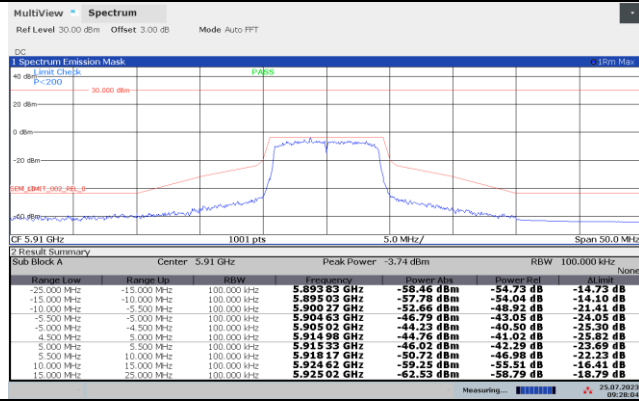 MultiView Spectrum
Ref Level 30.00 dBm Offset 3.00 dB Mode Auto FFT
DC
1 Spectrum Emission Mask 1Rm Max
40 dBm Limit Check PASS
P<200
30.000 dBm
20 dBm
0 dBm
-20 dBm
SEM_LIMIT_002_REL_0
-60 dBm
CF 5.91 GHz 1001 pts 5.0 MHz/ Span 50.0 MHz
2 Result Summary
Sub Block A Center 5.91 GHz Peak Power -3.74 dBm RBW 100.000 kHz
None
Range Low Range Up RBW Frequency Power Abs Power Rel ΔLimit
-25.000 MHz -15.000 MHz 100.000 kHz 5.893 83 GHz -58.46 dBm -54.73 dB -14.73 dB
-15.000 MHz -10.000 MHz 100.000 kHz 5.895 03 GHz -57.78 dBm -54.04 dB -14.10 dB
-10.000 MHz -5.500 MHz 100.000 kHz 5.900 27 GHz -52.66 dBm -48.92 dB -21.41 dB
-5.500 MHz -5.000 MHz 100.000 kHz 5.904 63 GHz -46.79 dBm -43.05 dB -24.05 dB
-5.000 MHz -4.500 MHz 100.000 kHz 5.905 02 GHz -44.23 dBm -40.50 dB -25.30 dB
4.500 MHz 5.000 MHz 100.000 kHz 5.914 98 GHz -44.76 dBm -41.02 dB -25.82 dB
5.000 MHz 5.500 MHz 100.000 kHz 5.915 33 GHz -46.02 dBm -42.29 dB -23.69 dB
5.500 MHz 10.000 MHz 100.000 kHz 5.918 17 GHz -50.72 dBm -46.98 dB -22.23 dB
10.000 MHz 15.000 MHz 100.000 kHz 5.924 62 GHz -59.25 dBm -55.51 dB -16.41 dB
15.000 MHz 25.000 MHz 100.000 kHz 5.925 02 GHz -62.53 dBm -58.79 dB -18.79 dB
Measuring... 25.07.2023
09:28:04